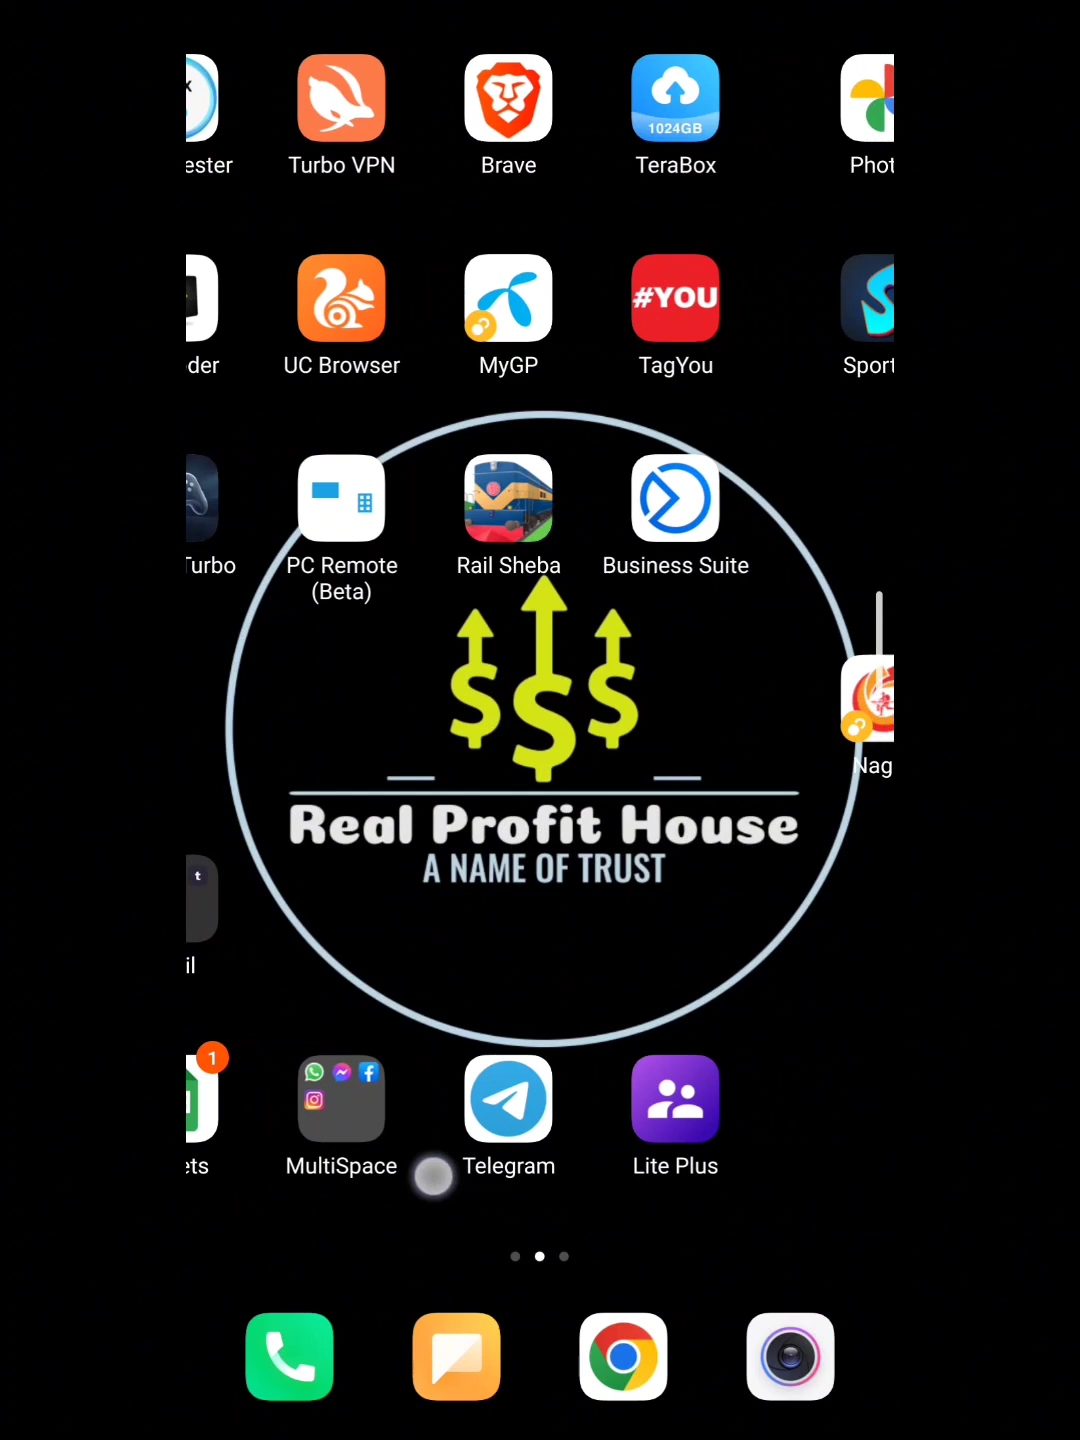 ester
Turbo VPN
Brave
1024GB
TeraBox
Phot
#YOU
der
UC Browser
MyGP
TagYou
Sport
Turbo
PC Remote
(Beta)
Rail Sheba
Business Suite
Nag
$ $ $
Real Profit House
A NAME OF TRUST
t
il
1
ets
MultiSpace
Telegram
Lite Plus